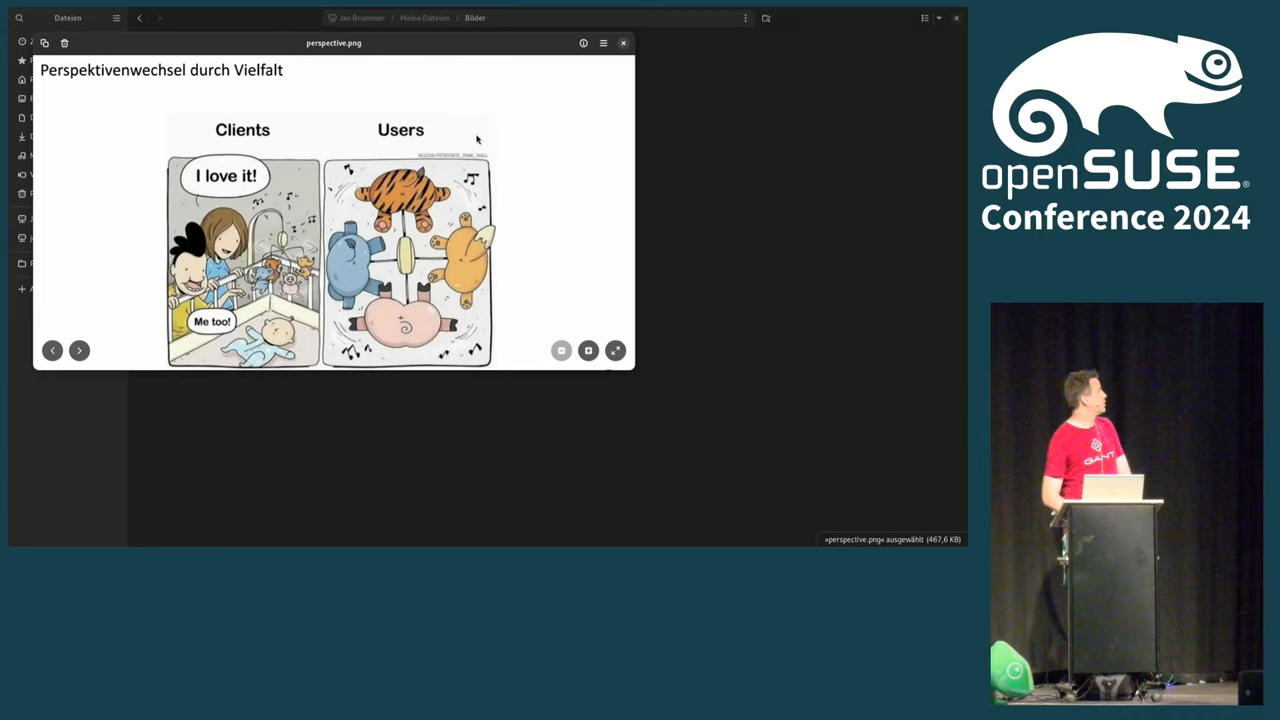 Dateien
Jan Brummer / Meine Dateien / Bilder
perspective.png
Perspektivenwechsel durch Vielfalt
Clients
Users
I love it!
Me too!
»perspective.png« ausgewählt (467,6 KB)
openSUSE®
Conference 2024
GANT